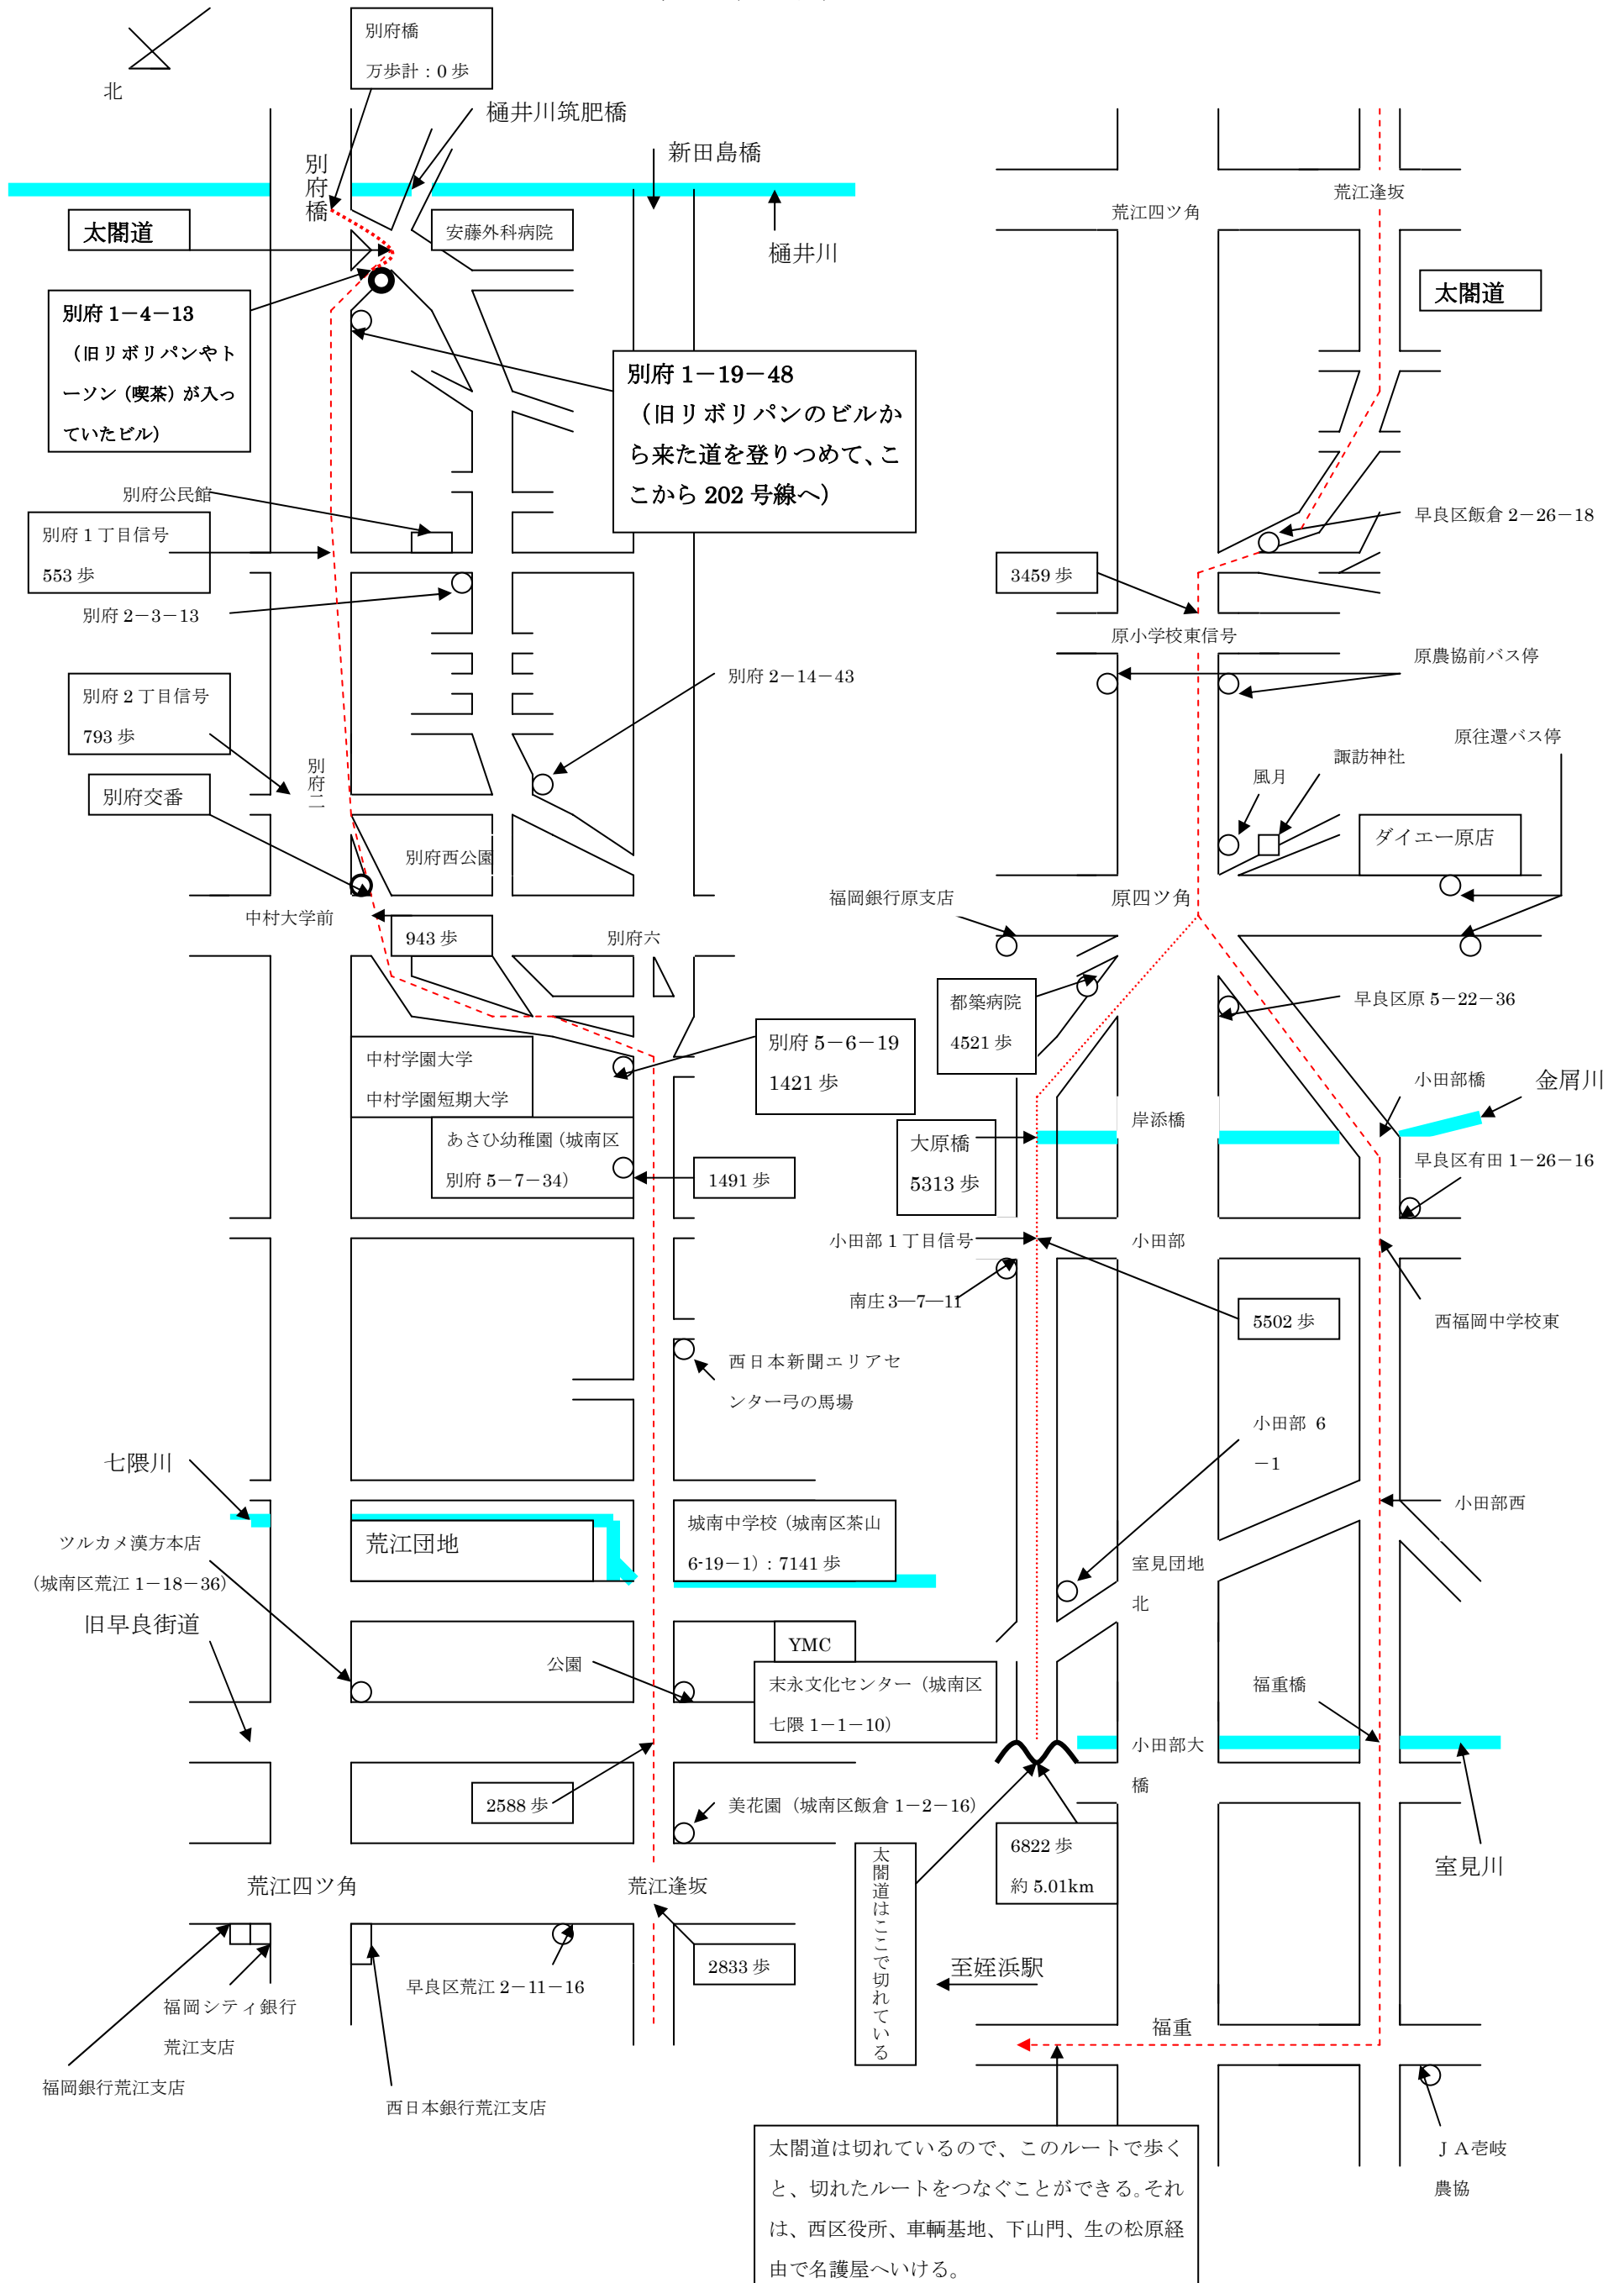 北
別府橋
万歩計：0 歩
樋井川筑肥橋
新田島橋
別府橋
太閤道
安藤外科病院
樋井川
別府 1－4－13
（旧リボリパンやト
ーソン（喫茶）が入っ
ていたビル）
別府 1－19－48
（旧リボリパンのビルか
ら来た道を登りつめて、こ
こから 202 号線へ）
別府公民館
別府 1 丁目信号
553 歩
別府 2－3－13
別府 2－14－43
別府 2 丁目信号
793 歩
別府二
別府交番
別府西公園
中村大学前
943 歩
別府六
中村学園大学
中村学園短期大学
別府 5－6－19
1421 歩
あさひ幼稚園（城南区
別府 5－7－34）
1491 歩
西日本新聞エリアセ
ンター弓の馬場
七隈川
荒江団地
城南中学校（城南区茶山
6-19－1）：7141 歩
ツルカメ漢方本店
（城南区荒江 1－18－36）
旧早良街道
公園
YMC
末永文化センター（城南区
七隈 1－1－10）
2588 歩
美花園（城南区飯倉 1－2－16）
荒江四ツ角
荒江逢坂
2833 歩
早良区荒江 2－11－16
福岡シティ銀行
荒江支店
福岡銀行荒江支店
西日本銀行荒江支店
荒江逢坂
荒江四ツ角
太閤道
早良区飯倉 2－26－18
3459 歩
原小学校東信号
原農協前バス停
原往還バス停
諏訪神社
風月
ダイエー原店
福岡銀行原支店
原四ツ角
都築病院
4521 歩
早良区原 5－22－36
小田部橋
金屑川
岸添橋
大原橋
5313 歩
早良区有田 1－26－16
小田部 1 丁目信号
小田部
南庄 3―7―11
5502 歩
西福岡中学校東
小田部 6
－1
小田部西
室見団地
北
福重橋
小田部大
橋
6822 歩
約 5.01km
室見川
太閤道はここで切れている
至姪浜駅
福重
ＪＡ壱岐
農協
太閤道は切れているので、このルートで歩く
と、切れたルートをつなぐことができる。それ
は、西区役所、車輌基地、下山門、生の松原経
由で名護屋へいける。